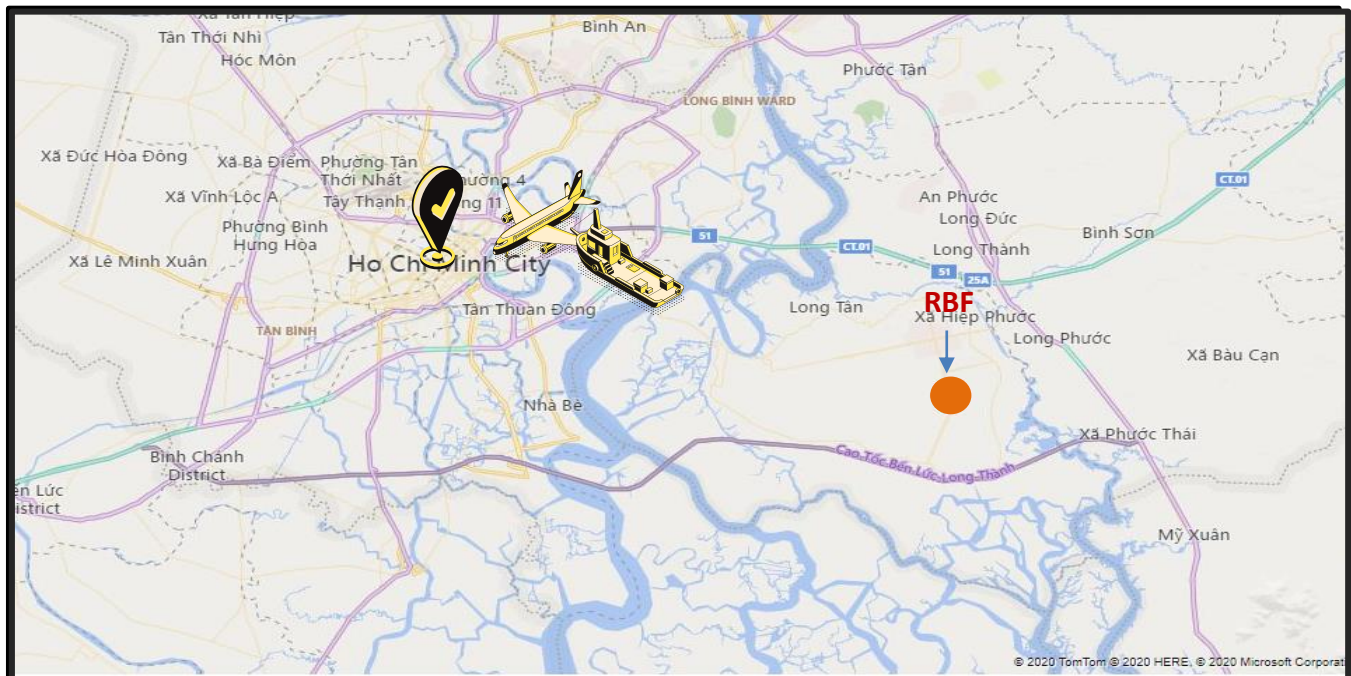 Xã Tân Hiệp
Bình An
Tân Thới Nhì
Hóc Môn
Phước Tân
LONG BÌNH WARD
Xã Đức Hòa Đông
Xã Bà Điểm
Phường Tân
Thới Nhất
CT.01
Xã Vĩnh Lộc A
Tây Thạnh
An Phước
Long Đức
Phường Bình
Hưng Hòa
51
CT.01
Long Thành
Bình Sơn
Xã Lê Minh Xuân
Ho Chi Minh City
51
25A
Tân Thuận Đông
Long Tân
RBF
Xã Hiệp Phước
TÂN BÌNH
Long Phước
Xã Bàu Cạn
Nhà Bè
Xã Phước Thái
Bình Chánh
District
Cao Tốc Bến Lức-Long Thành
Mỹ Xuân
© 2020 TomTom © 2020 HERE, © 2020 Microsoft